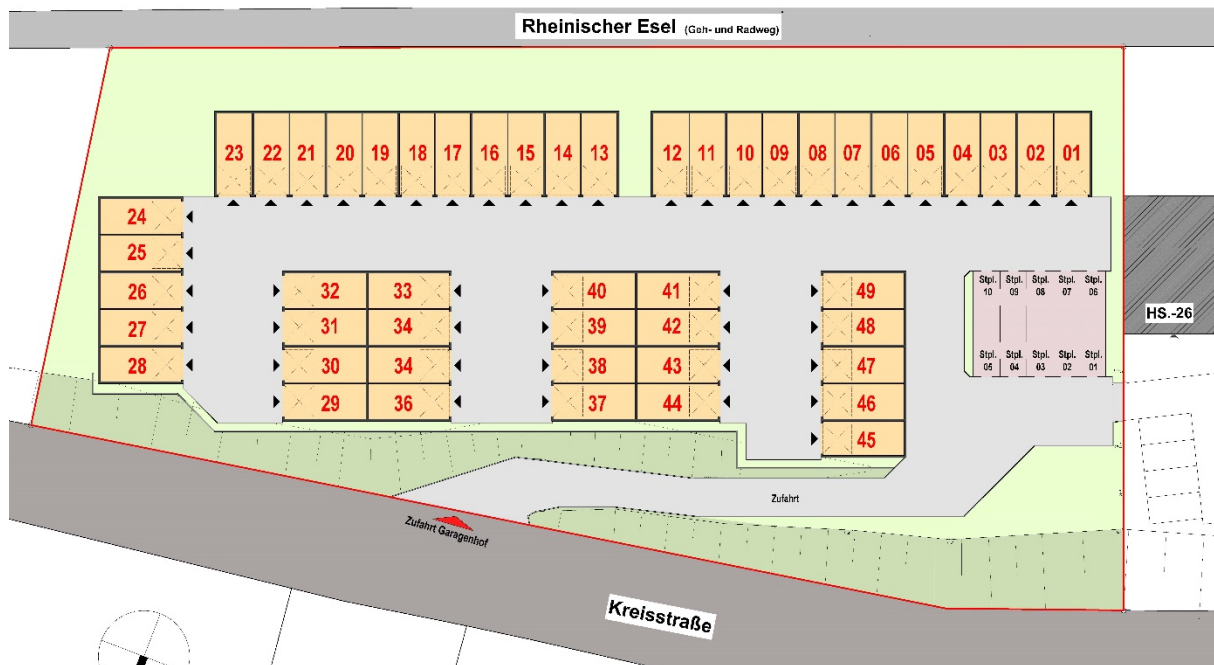 Rheinischer Esel (Geh- und Radweg)
23 22 21 20 19 18 17 16 15 14 13 12 11 10 09 08 07 06 05 04 03 02 01
24
25
26
27
28
32 33
31 34
30 34
29 36
40 41
39 42
38 43
37 44
49
48
47
46
45
Stpl. Stpl. Stpl. Stpl. Stpl.
10 09 08 07 06
Stpl. Stpl. Stpl. Stpl. Stpl.
05 04 03 02 01
HS.-26
Zufahrt
Zufahrt Garagenhof
Kreisstraße